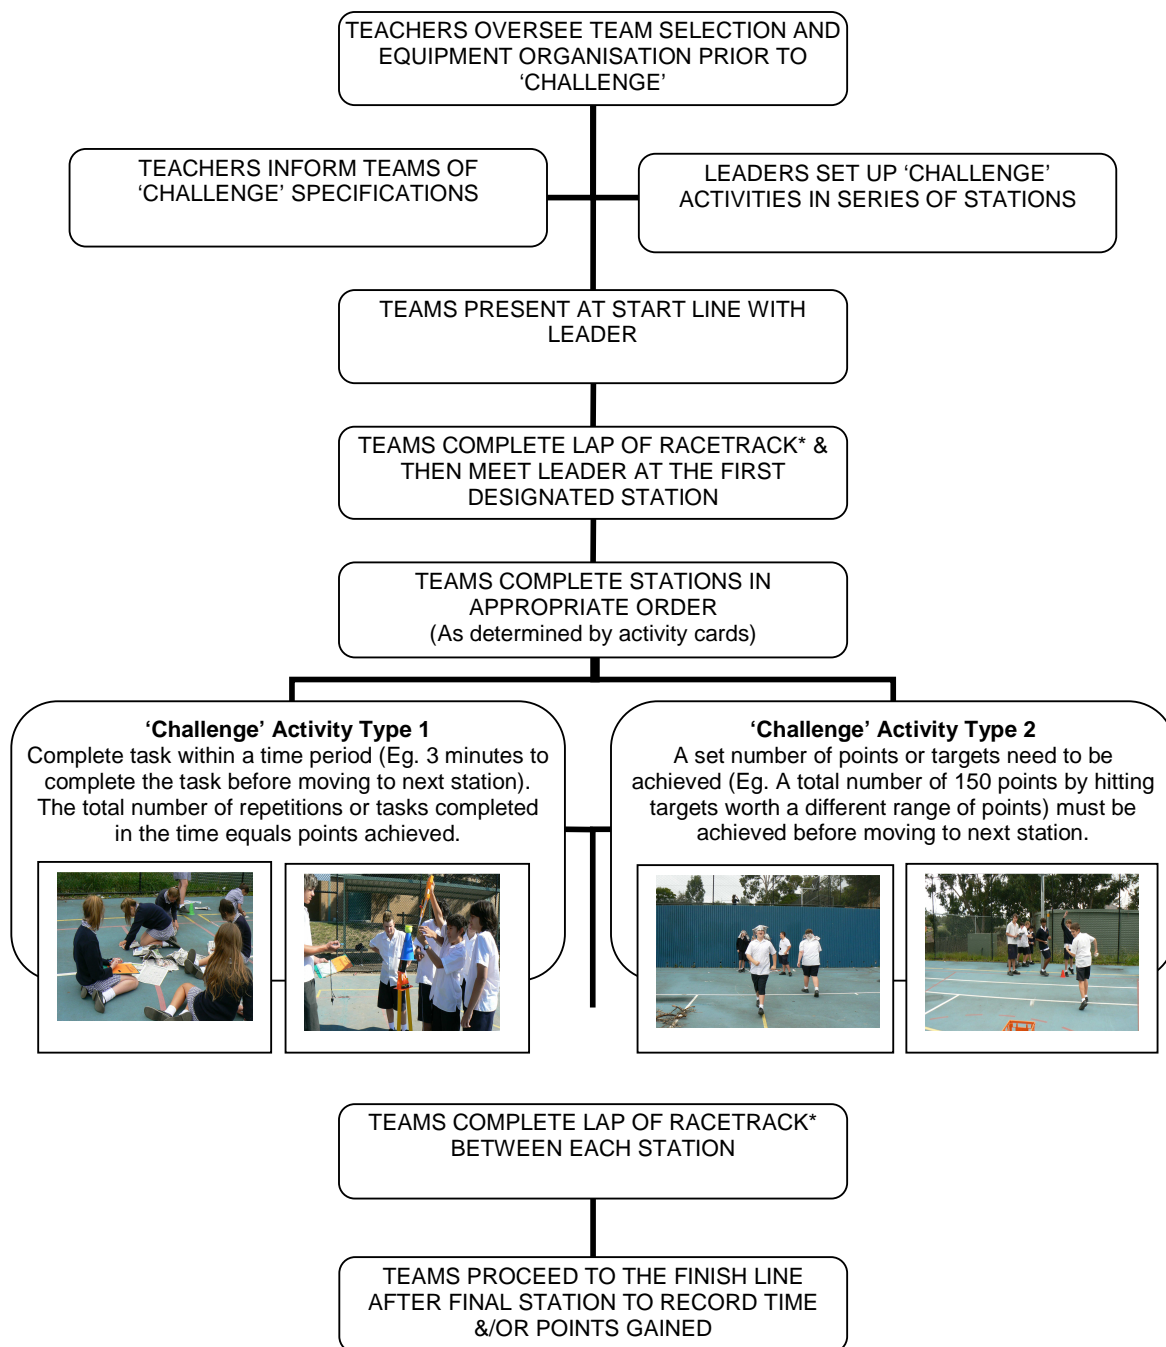 TEACHERS OVERSEE TEAM SELECTION AND
EQUIPMENT ORGANISATION PRIOR TO
‘CHALLENGE’
TEACHERS INFORM TEAMS OF
‘CHALLENGE’ SPECIFICATIONS
LEADERS SET UP ‘CHALLENGE’
ACTIVITIES IN SERIES OF STATIONS
TEAMS PRESENT AT START LINE WITH
LEADER
TEAMS COMPLETE LAP OF RACETRACK* &
THEN MEET LEADER AT THE FIRST
DESIGNATED STATION
TEAMS COMPLETE STATIONS IN
APPROPRIATE ORDER
(As determined by activity cards)
‘Challenge’ Activity Type 1
Complete task within a time period (Eg. 3 minutes to
complete the task before moving to next station).
The total number of repetitions or tasks completed
in the time equals points achieved.
‘Challenge’ Activity Type 2
A set number of points or targets need to be
achieved (Eg. A total number of 150 points by hitting
targets worth a different range of points) must be
achieved before moving to next station.
TEAMS COMPLETE LAP OF RACETRACK*
BETWEEN EACH STATION
TEAMS PROCEED TO THE FINISH LINE
AFTER FINAL STATION TO RECORD TIME
&/OR POINTS GAINED